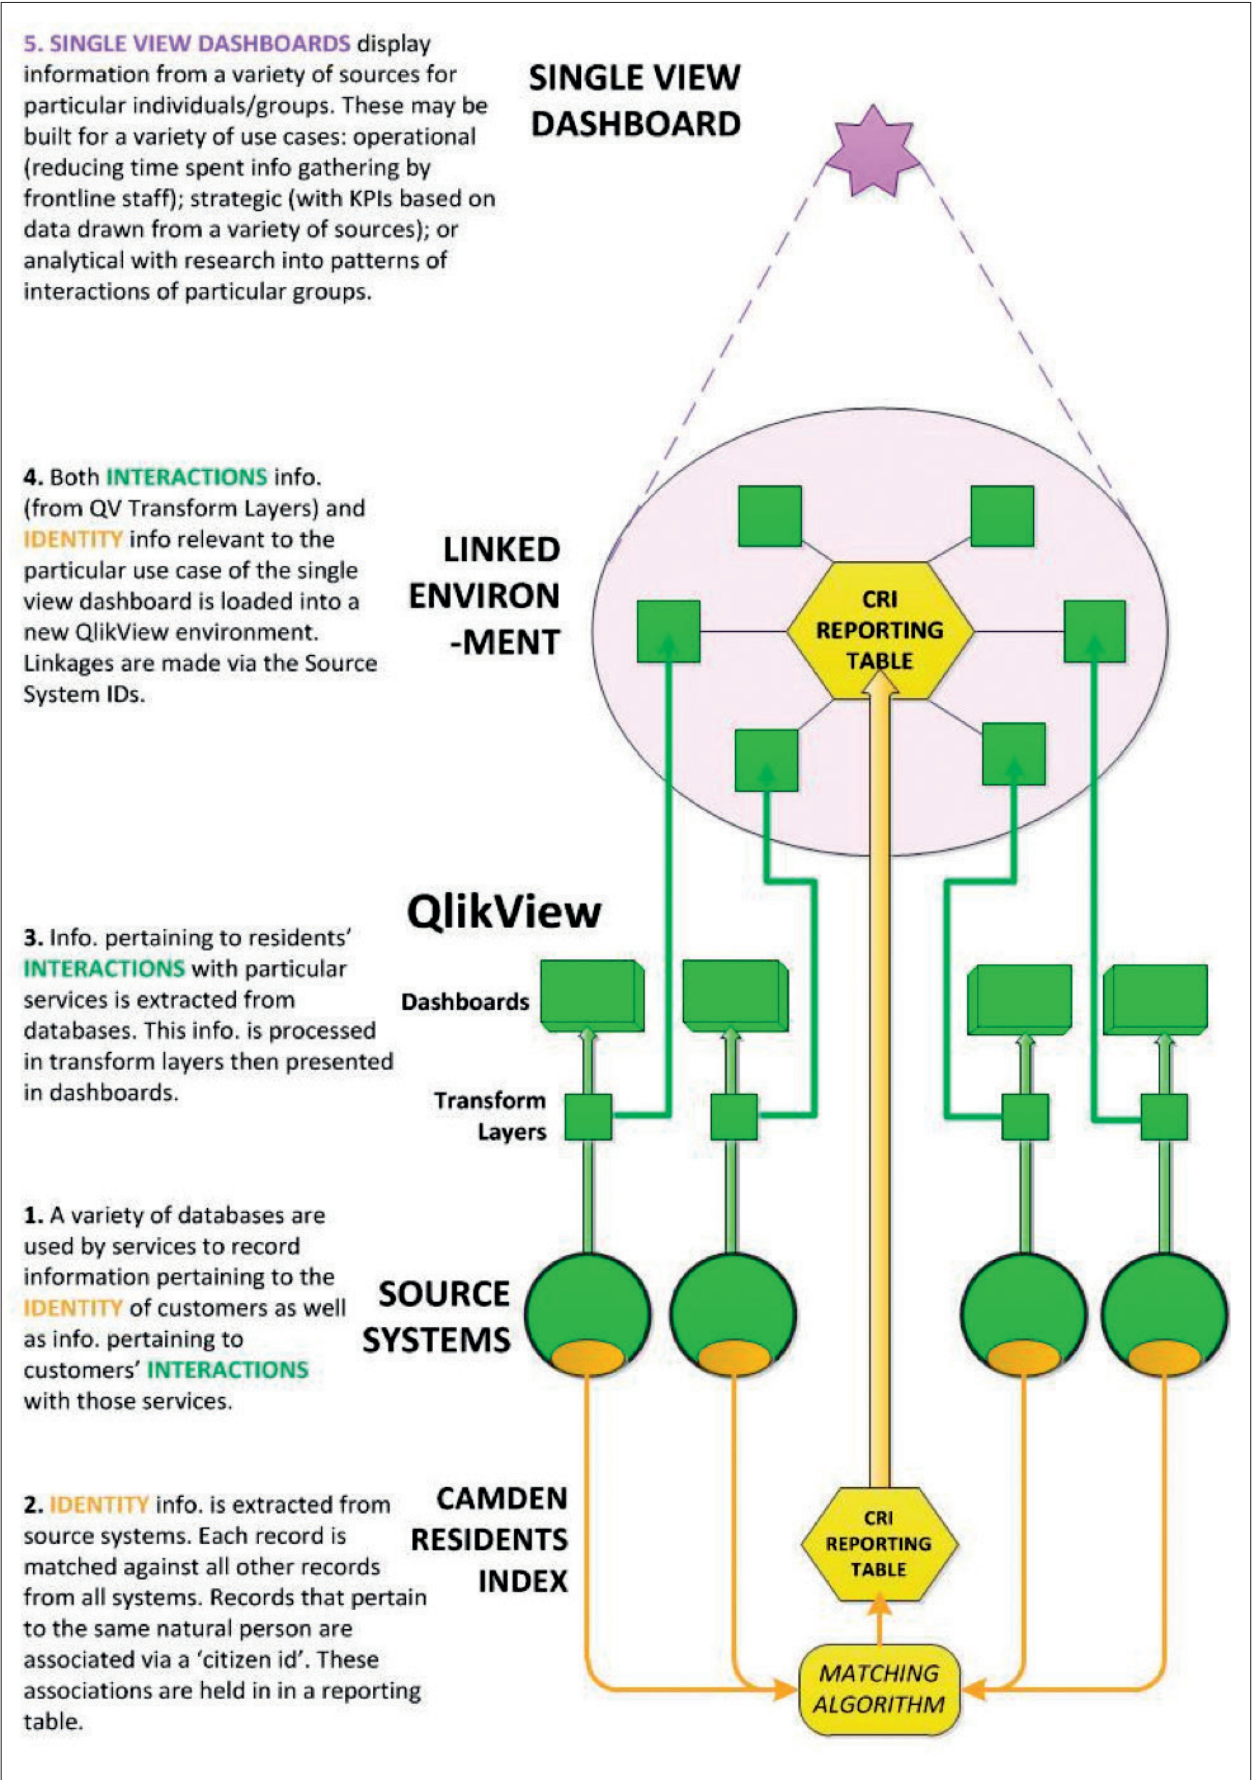 5. SINGLE VIEW DASHBOARDS display
information from a variety of sources for
particular individuals/groups. These may be
built for a variety of use cases: operational
(reducing time spent info gathering by
frontline staff); strategic (with KPIs based on
data drawn from a variety of sources); or
analytical with research into patterns of
interactions of particular groups.
SINGLE VIEW
DASHBOARD
4. Both INTERACTIONS info.
(from QV Transform Layers) and
IDENTITY info relevant to the
particular use case of the single
view dashboard is loaded into a
new QlikView environment.
Linkages are made via the Source
System IDs.
LINKED
ENVIRON
-MENT
CRI
REPORTING
TABLE
QlikView
3. Info. pertaining to residents'
INTERACTIONS with particular
services is extracted from
databases. This info. is processed
in transform layers then presented
in dashboards.
Dashboards
Transform
Layers
1. A variety of databases are
used by services to record
information pertaining to the
IDENTITY of customers as well
as info. pertaining to
customers' INTERACTIONS
with those services.
SOURCE
SYSTEMS
2. IDENTITY info. is extracted from
source systems. Each record is
matched against all other records
from all systems. Records that pertain
to the same natural person are
associated via a 'citizen id'. These
associations are held in in a reporting
table.
CAMDEN
RESIDENTS
INDEX
CRI
REPORTING
TABLE
MATCHING
ALGORITHM